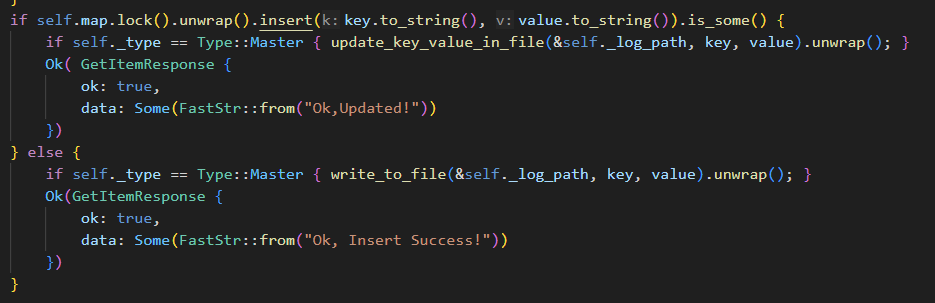 }
if self.map.lock().unwrap().insert(k: key.to_string(), v: value.to_string()).is_some() {
    if self._type == Type::Master { update_key_value_in_file(&self._log_path, key, value).unwrap(); }
    Ok( GetItemResponse {
        ok: true,
        data: Some(FastStr::from("Ok,Updated!"))
    })
} else {
    if self._type == Type::Master { write_to_file(&self._log_path, key, value).unwrap(); }
    Ok(GetItemResponse {
        ok: true,
        data: Some(FastStr::from("Ok, Insert Success!"))
    })
}